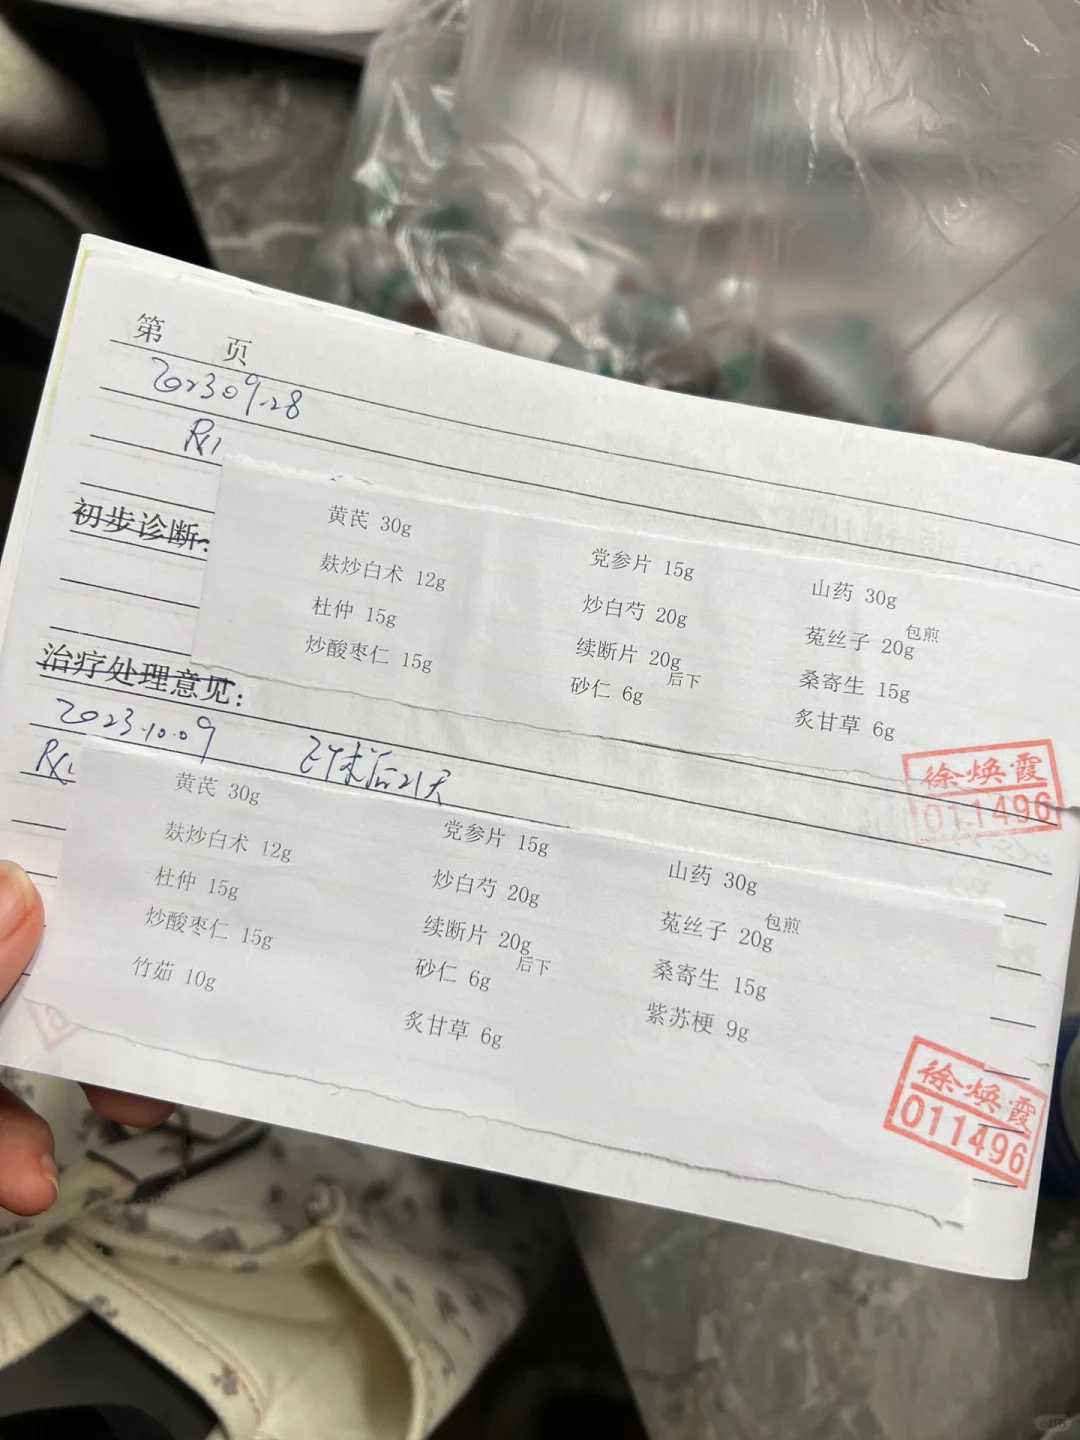 第 页
2023.09.28
Rx
初步诊断:
黄芪 30g 党参片 15g 山药 30g
麸炒白术 12g 炒白芍 20g 菟丝子 20g 包煎
杜仲 15g 续断片 20g 桑寄生 15g
炒酸枣仁 15g 砂仁 6g 后下 炙甘草 6g
徐焕霞
011496
治疗处理意见:
2023.10.09 术后21天
Rx
黄芪 30g 党参片 15g 山药 30g
麸炒白术 12g 炒白芍 20g 菟丝子 20g 包煎
杜仲 15g 续断片 20g 桑寄生 15g
炒酸枣仁 15g 砂仁 6g 后下 紫苏梗 9g
竹茹 10g 炙甘草 6g
徐焕霞
011496